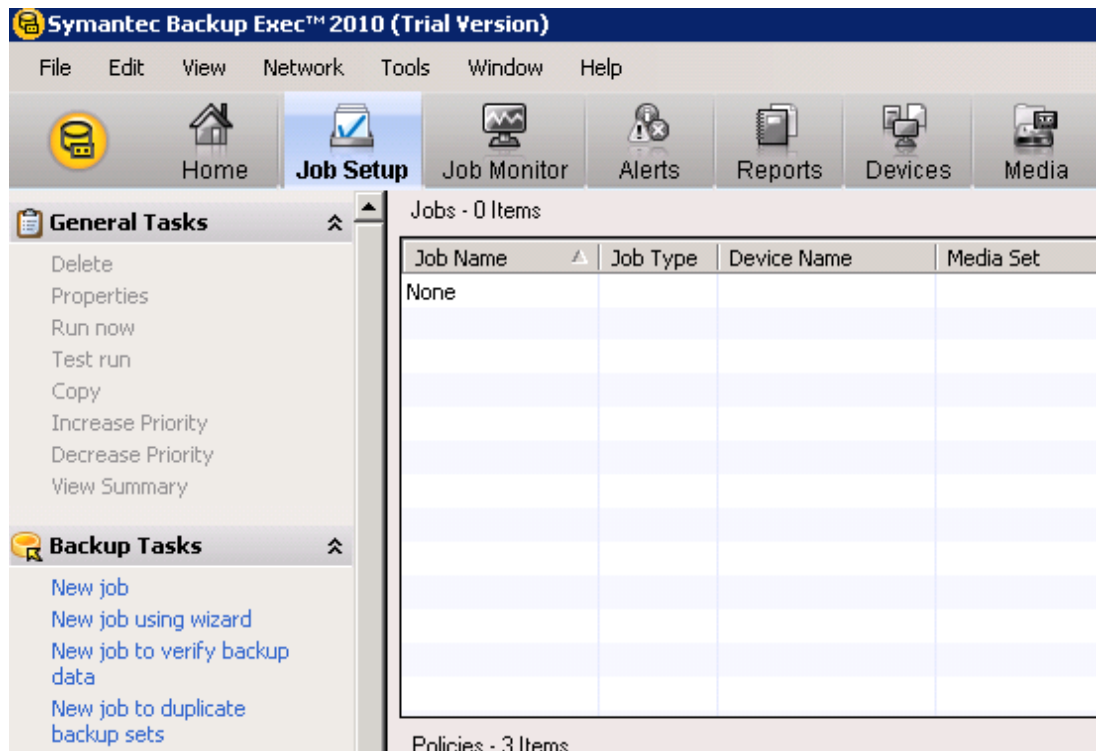 Symantec Backup Exec™ 2010 (Trial Version)
File Edit View Network Tools Window Help
Home Job Setup Job Monitor Alerts Reports Devices Media
General Tasks
Delete
Properties
Run now
Test run
Copy
Increase Priority
Decrease Priority
View Summary
Backup Tasks
New job
New job using wizard
New job to verify backup
data
New job to duplicate
backup sets
Jobs - 0 Items
Job Name Job Type Device Name Media Set
None
Policies - 3 Items